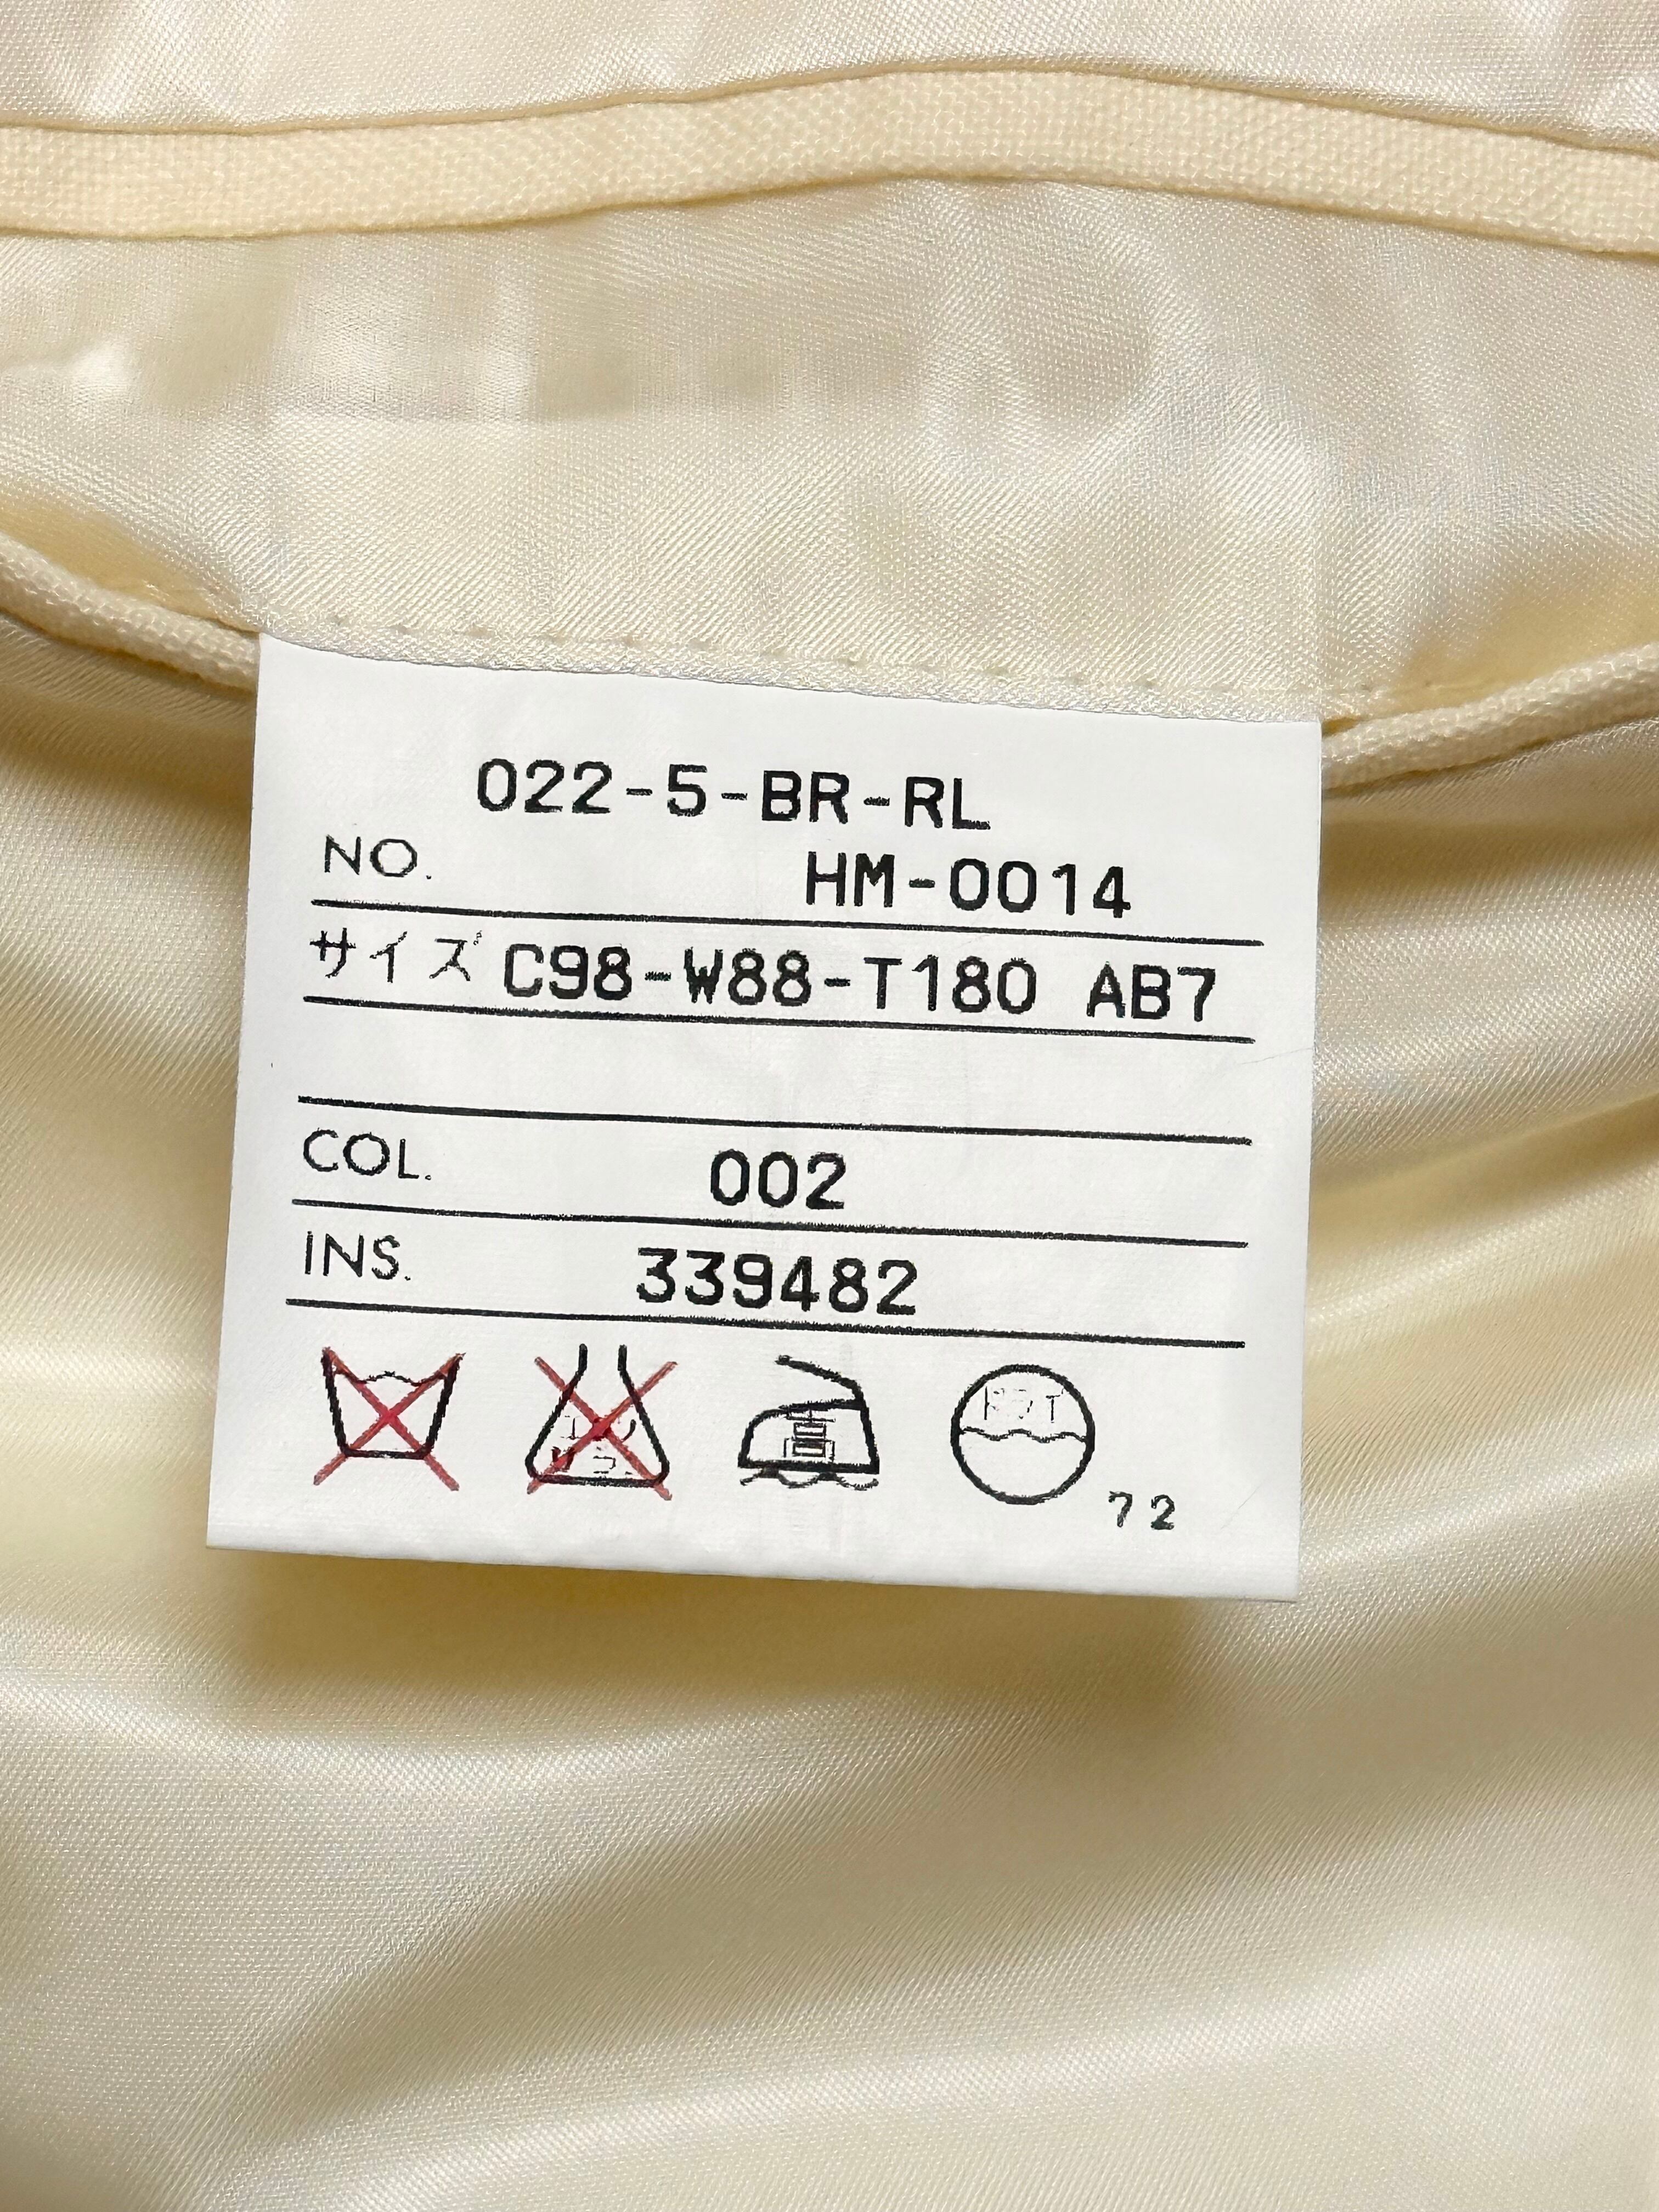 022-5-BR-RL
NO. HM-0014
サイズ C98-W88-T180 AB7
COL. 002
INS. 339482
72